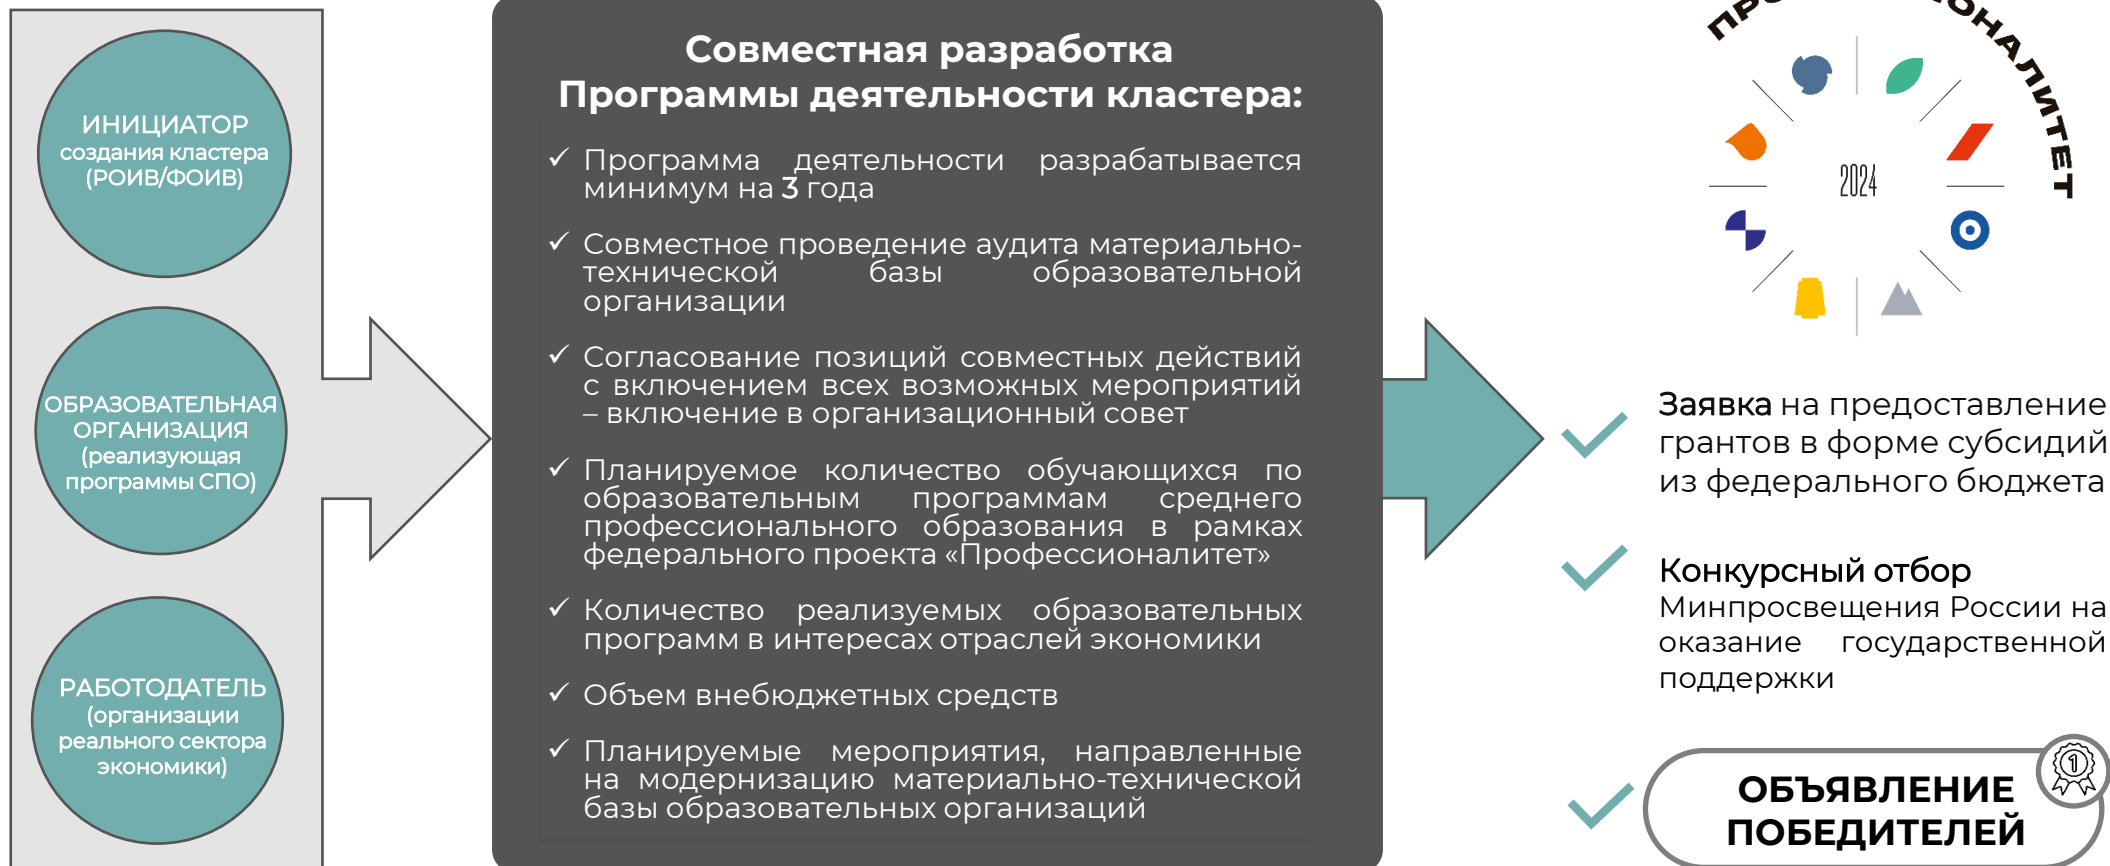 ИНИЦИАТОР
создания кластера
(РОИВ/ФОИВ)
ОБРАЗОВАТЕЛЬНАЯ
ОРГАНИЗАЦИЯ
(реализующая
программы СПО)
РАБОТОДАТЕЛЬ
(организации
реального сектора
экономики)
Совместная разработка
Программы деятельности кластера:
✓ Программа деятельности разрабатывается
минимум на 3 года
✓ Совместное проведение аудита материально-
технической базы образовательной
организации
✓ Согласование позиций совместных действий
с включением всех возможных мероприятий
– включение в организационный совет
✓ Планируемое количество обучающихся по
образовательным программам среднего
профессионального образования в рамках
федерального проекта «Профессионалитет»
✓ Количество реализуемых образовательных
программ в интересах отраслей экономики
✓ Объем внебюджетных средств
✓ Планируемые мероприятия, направленные
на модернизацию материально-технической
базы образовательных организаций
2024
Заявка на предоставление
грантов в форме субсидий
из федерального бюджета
Конкурсный отбор
Минпросвещения России на
оказание государственной
поддержки
1
ОБЪЯВЛЕНИЕ
ПОБЕДИТЕЛЕЙ